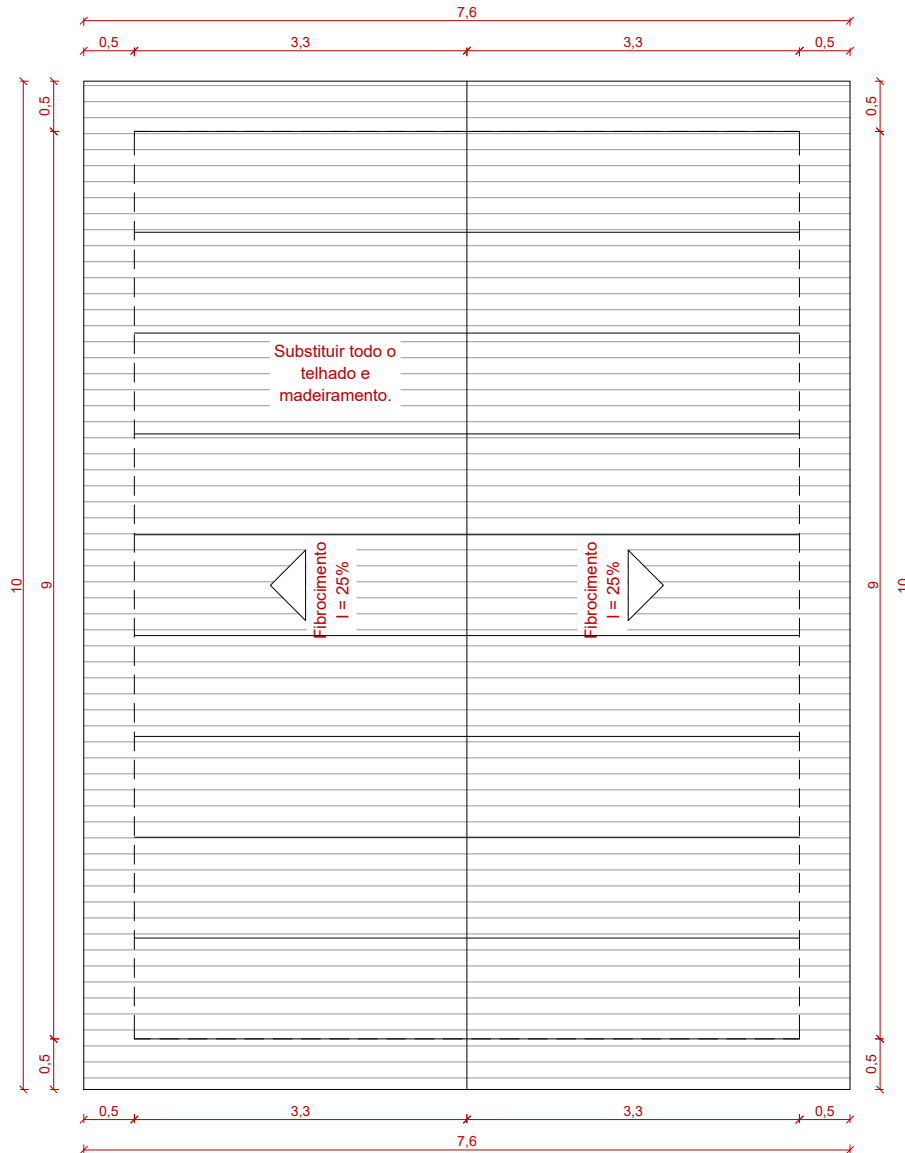 7,6
0,5
3,3
3,3
0,5
0,5
0,5
Substituir todo o
telhado e
madeiramento.
10
9
Fibrocimento
I = 25%
Fibrocimento
I = 25%
9
10
0,5
0,5
0,5
3,3
3,3
0,5
7,6